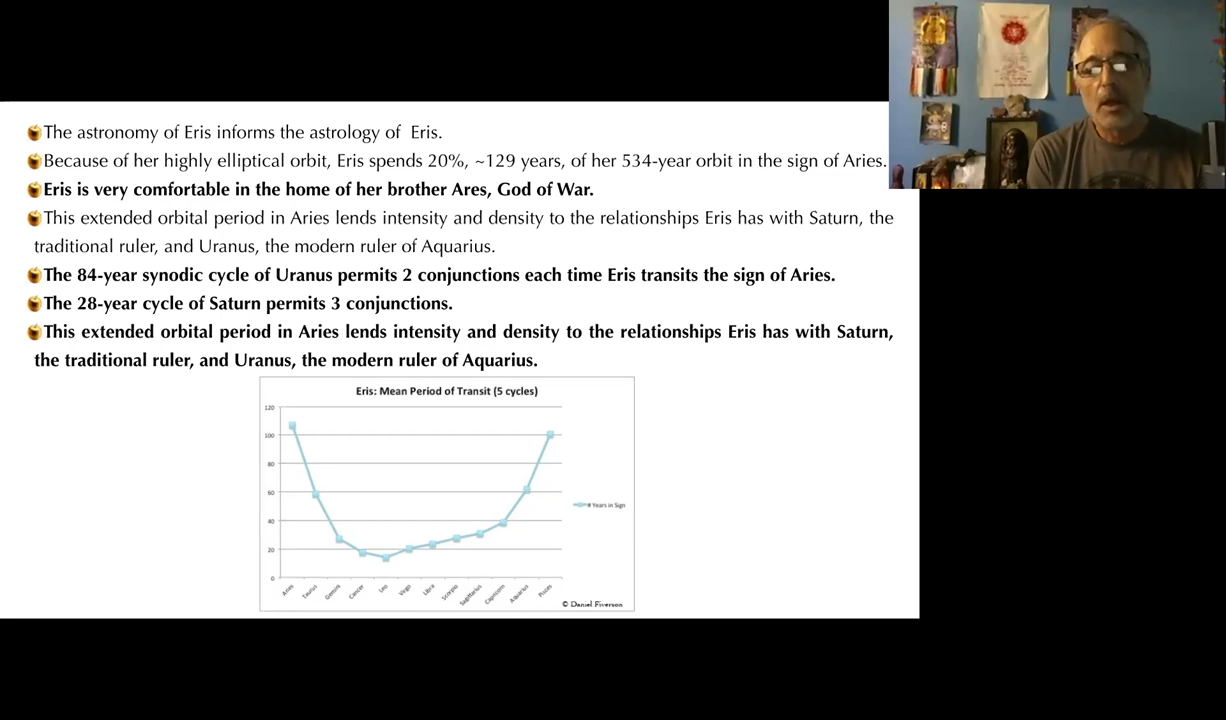 The astronomy of Eris informs the astrology of Eris.
Because of her highly elliptical orbit, Eris spends 20%, ~129 years, of her 534-year orbit in the sign of Aries.
Eris is very comfortable in the home of her brother Ares, God of War.
This extended orbital period in Aries lends intensity and density to the relationships Eris has with Saturn, the
traditional ruler, and Uranus, the modern ruler of Aquarius.
The 84-year synodic cycle of Uranus permits 2 conjunctions each time Eris transits the sign of Aries.
The 28-year cycle of Saturn permits 3 conjunctions.
This extended orbital period in Aries lends intensity and density to the relationships Eris has with Saturn,
the traditional ruler, and Uranus, the modern ruler of Aquarius.
Eris: Mean Period of Transit (5 cycles)
120
100
80
60
40
20
0
# Years in Sign
Aries Taurus Gemini Cancer Leo Virgo Libra Scorpio Sagittarius Capricorn Aquarius Pisces
© Daniel Fiverson